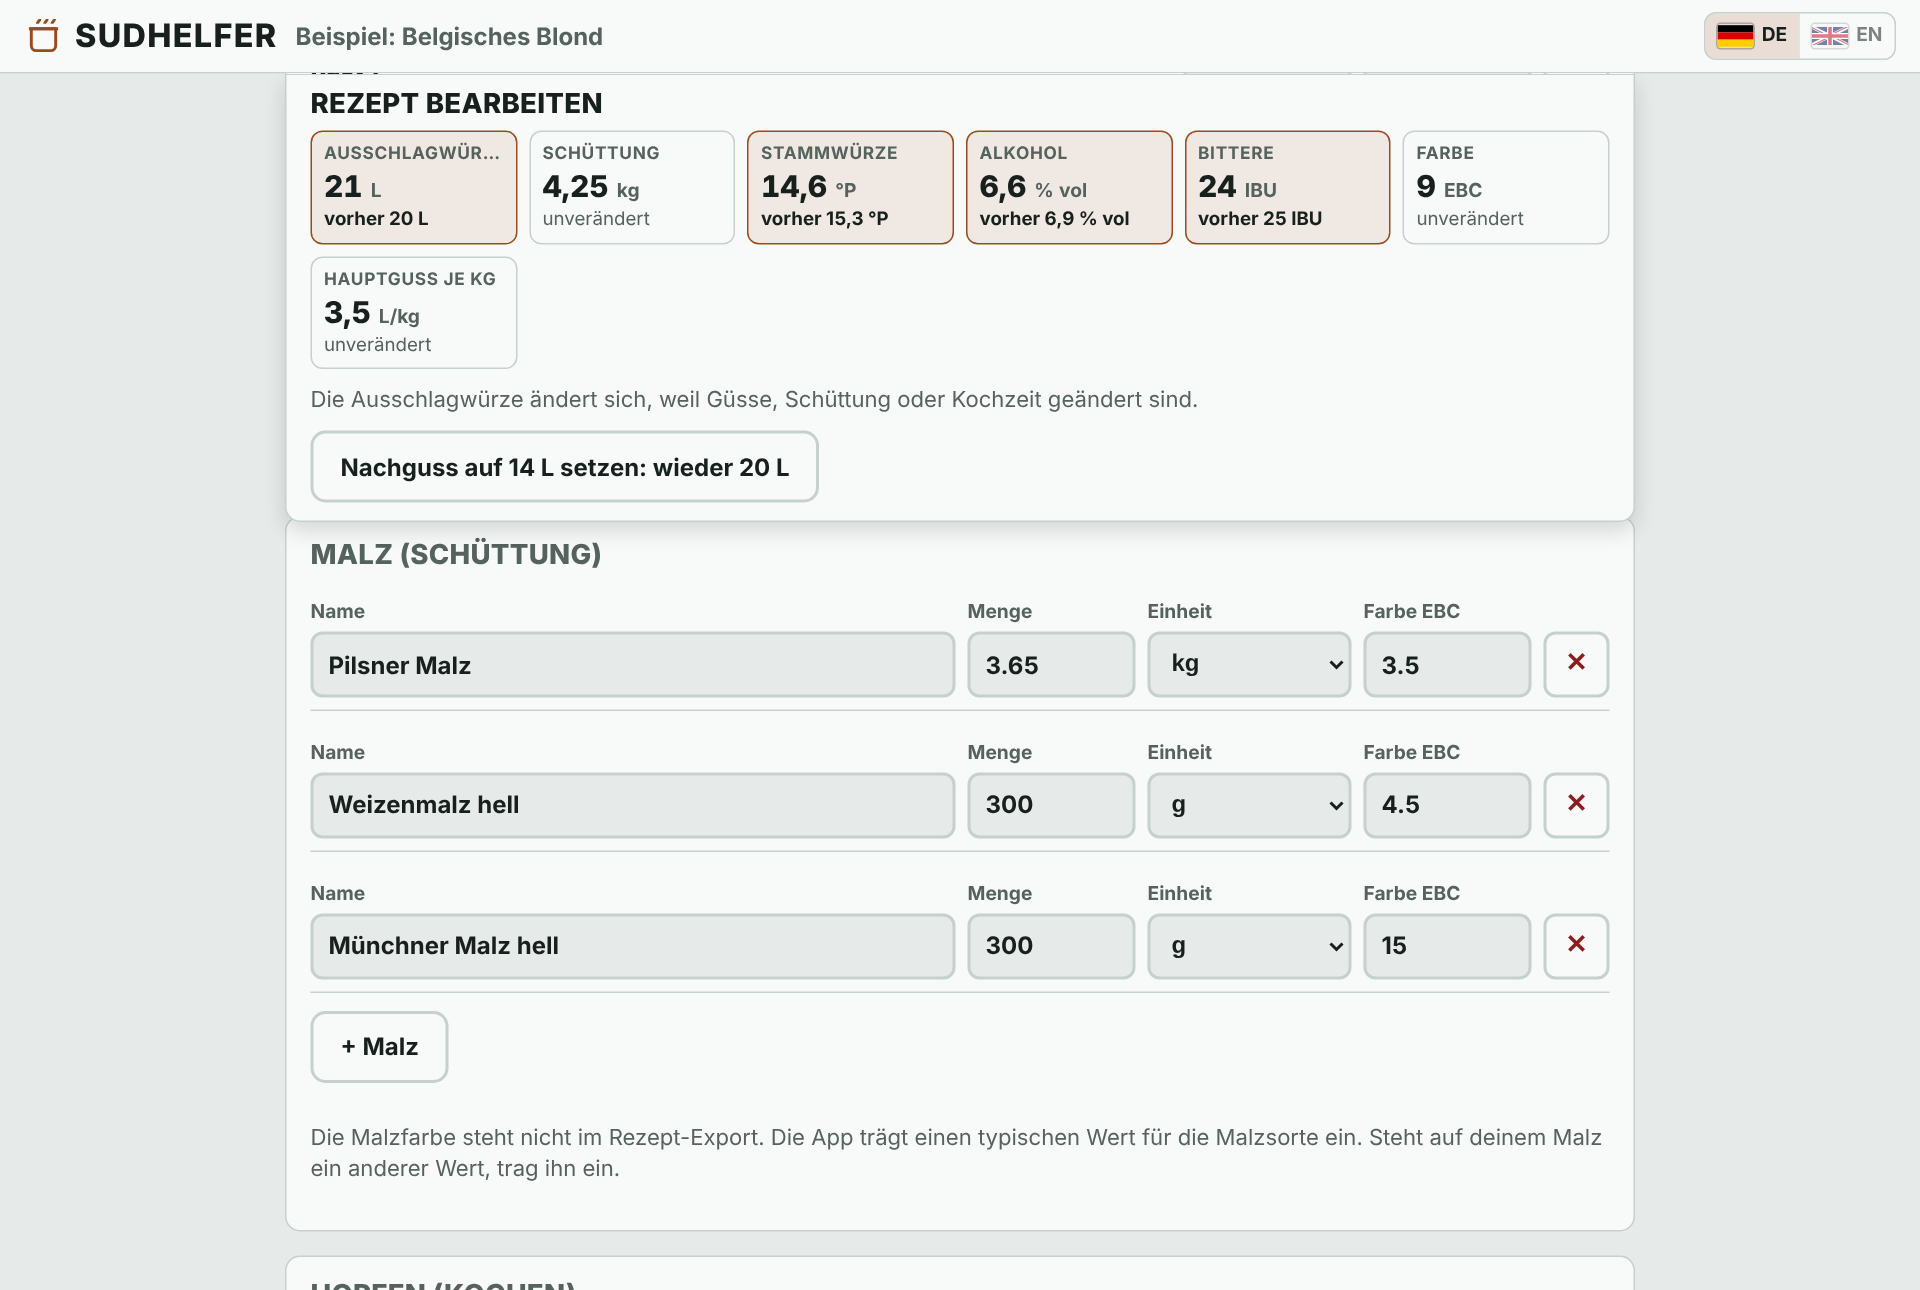 SUDHELFER Beispiel: Belgisches Blond DE EN
REZEPT BEARBEITEN
AUSSCHLAGWÜR… SCHÜTTUNG STAMMWÜRZE ALKOHOL BITTERE FARBE
21 L 4,25 kg 14,6 °P 6,6 % vol 24 IBU 9 EBC
vorher 20 L unverändert vorher 15,3 °P vorher 6,9 % vol vorher 25 IBU unverändert
HAUPTGUSS JE KG
3,5 L/kg
unverändert
Die Ausschlagwürze ändert sich, weil Güsse, Schüttung oder Kochzeit geändert sind.
Nachguss auf 14 L setzen: wieder 20 L
MALZ (SCHÜTTUNG)
Name Menge Einheit Farbe EBC
Pilsner Malz 3.65 kg 3.5 ✕
Name Menge Einheit Farbe EBC
Weizenmalz hell 300 g 4.5 ✕
Name Menge Einheit Farbe EBC
Münchner Malz hell 300 g 15 ✕
+ Malz
Die Malzfarbe steht nicht im Rezept-Export. Die App trägt einen typischen Wert für die Malzsorte ein. Steht auf deinem Malz
ein anderer Wert, trag ihn ein.
HOPFEN (KOCHEN)